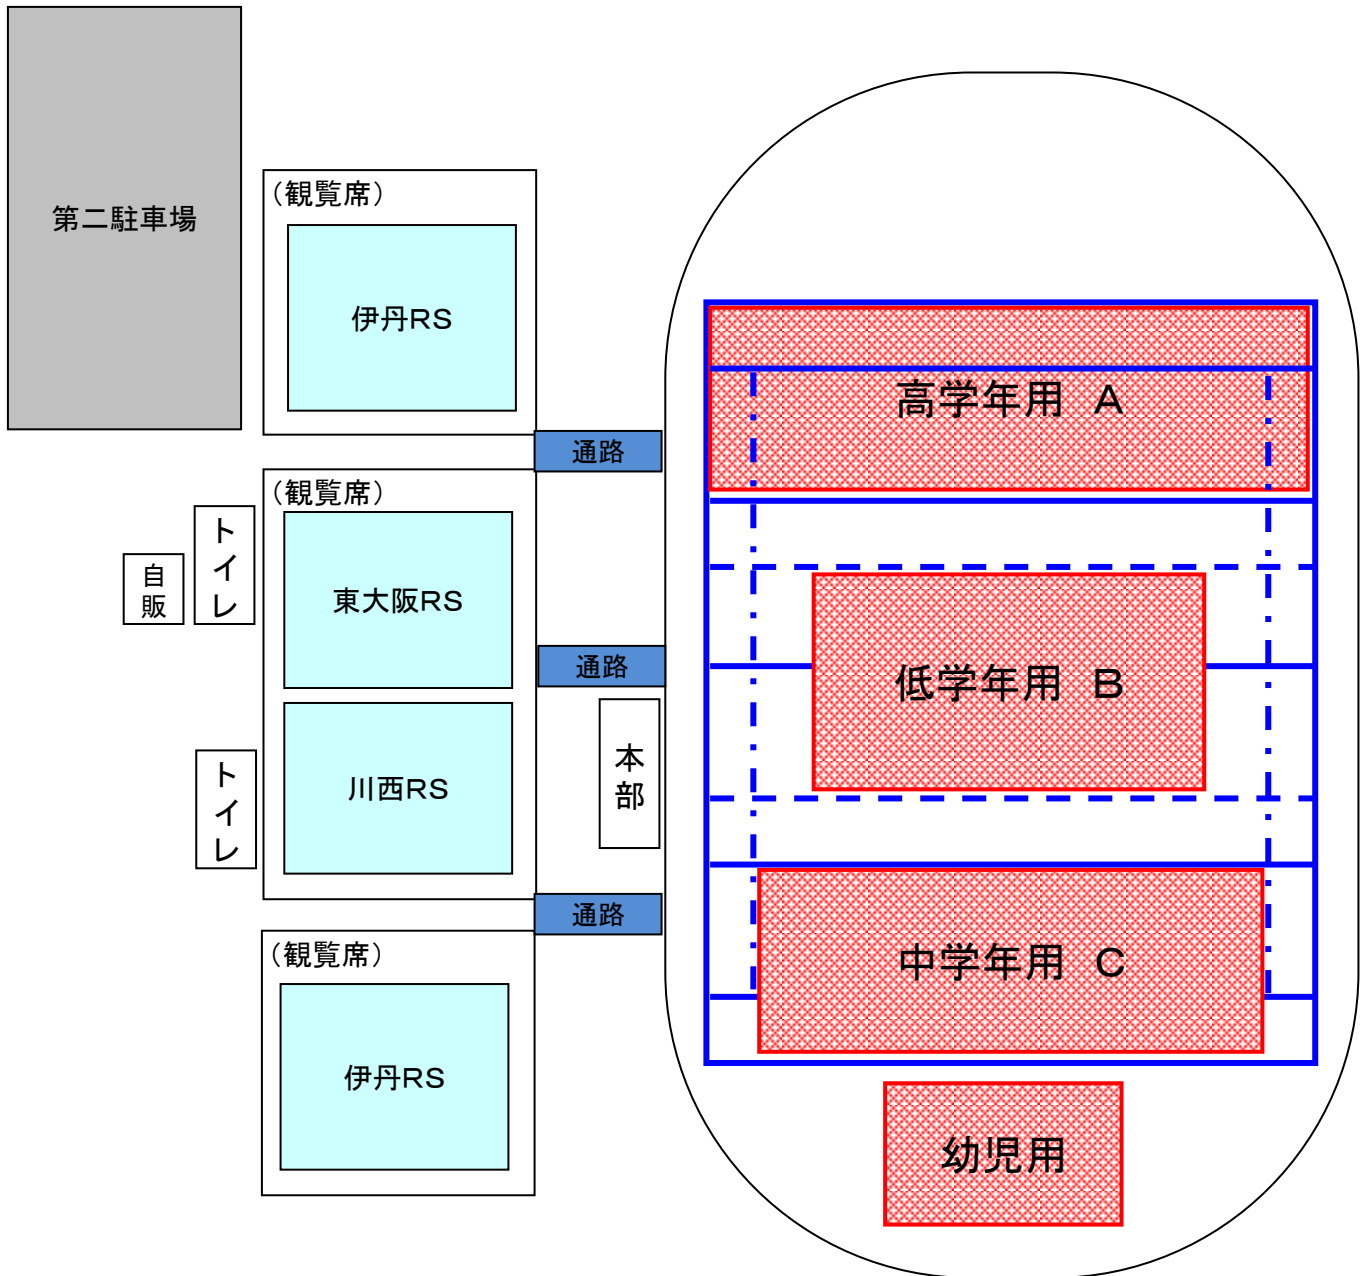 第二駐車場
（観覧席）
伊丹RS
通路
高学年用　A
（観覧席）
東大阪RS
トイレ
自販
通路
低学年用　B
川西RS
トイレ
本部
通路
（観覧席）
伊丹RS
中学年用　C
幼児用